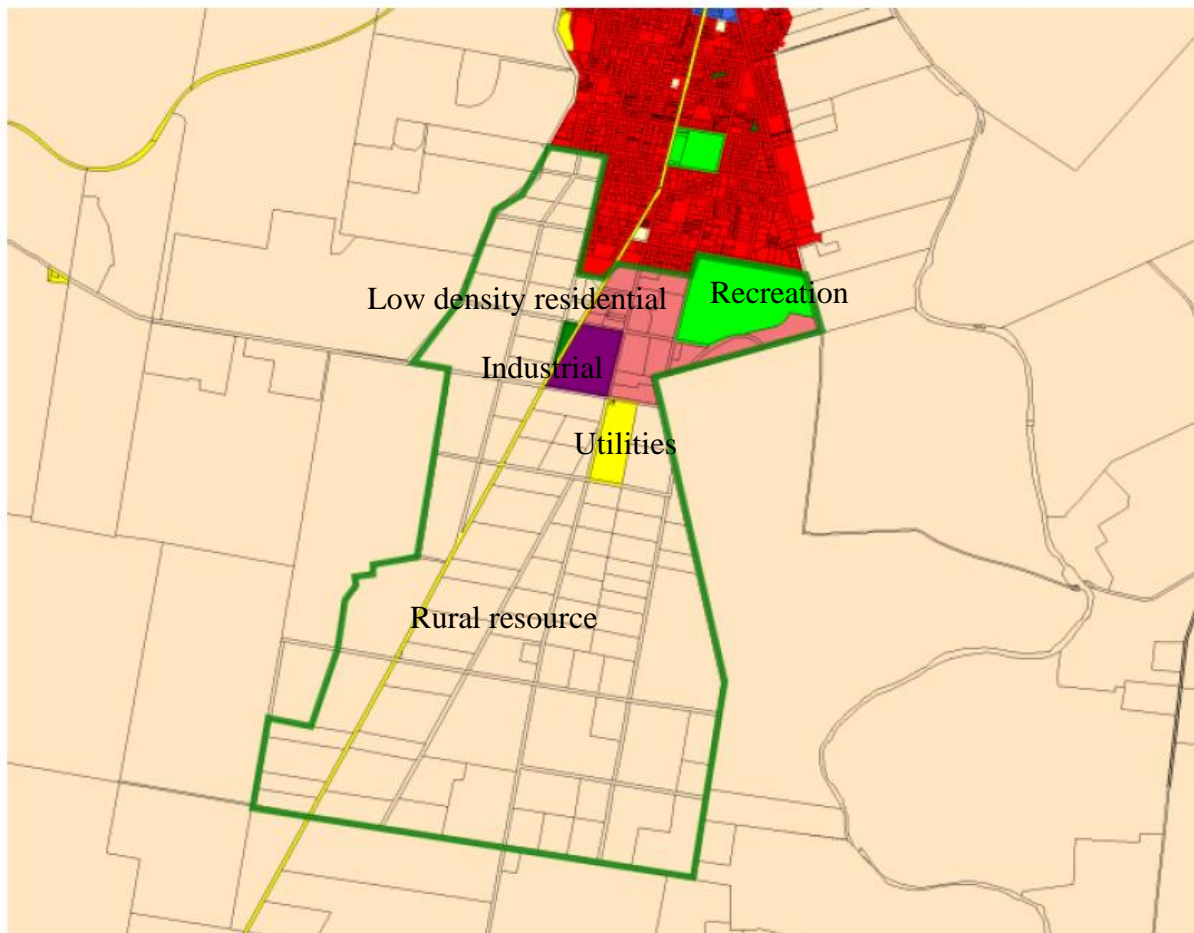 Low density residential
Recreation
Industrial
Utilities
Rural resource